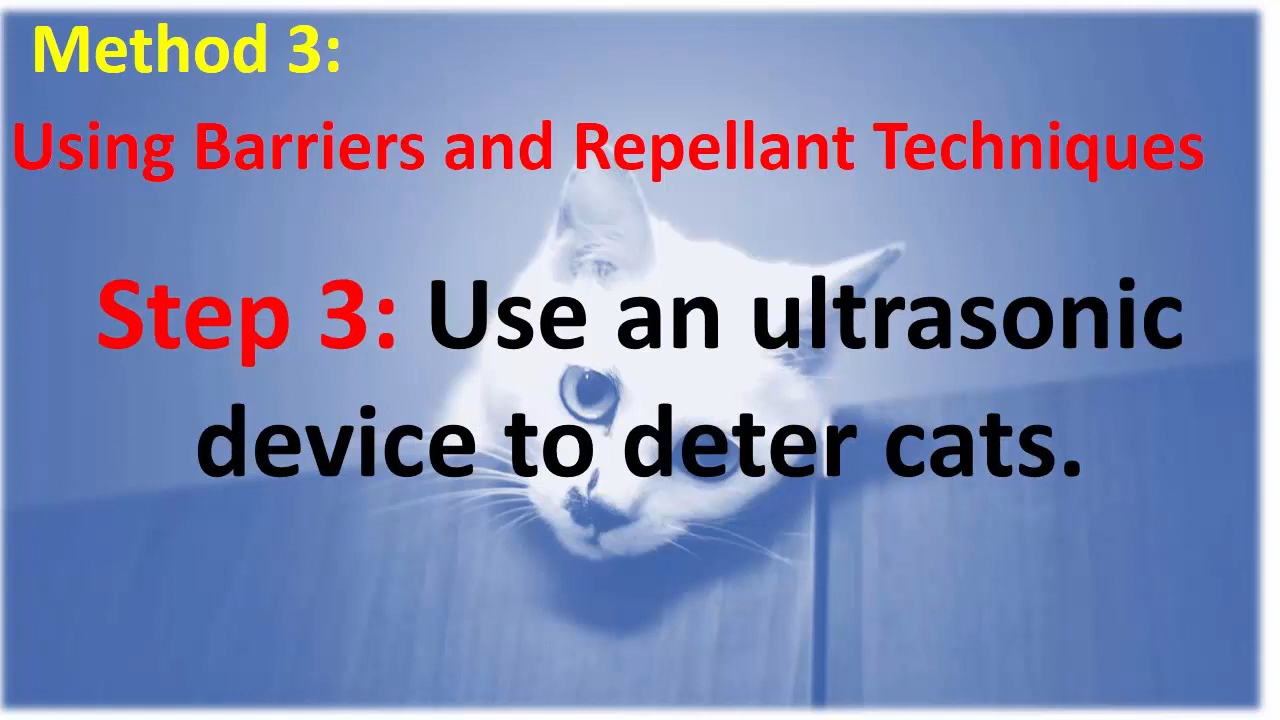 Method 3:
Using Barriers and Repellant Techniques
Step 3: Use an ultrasonic
device to deter cats.